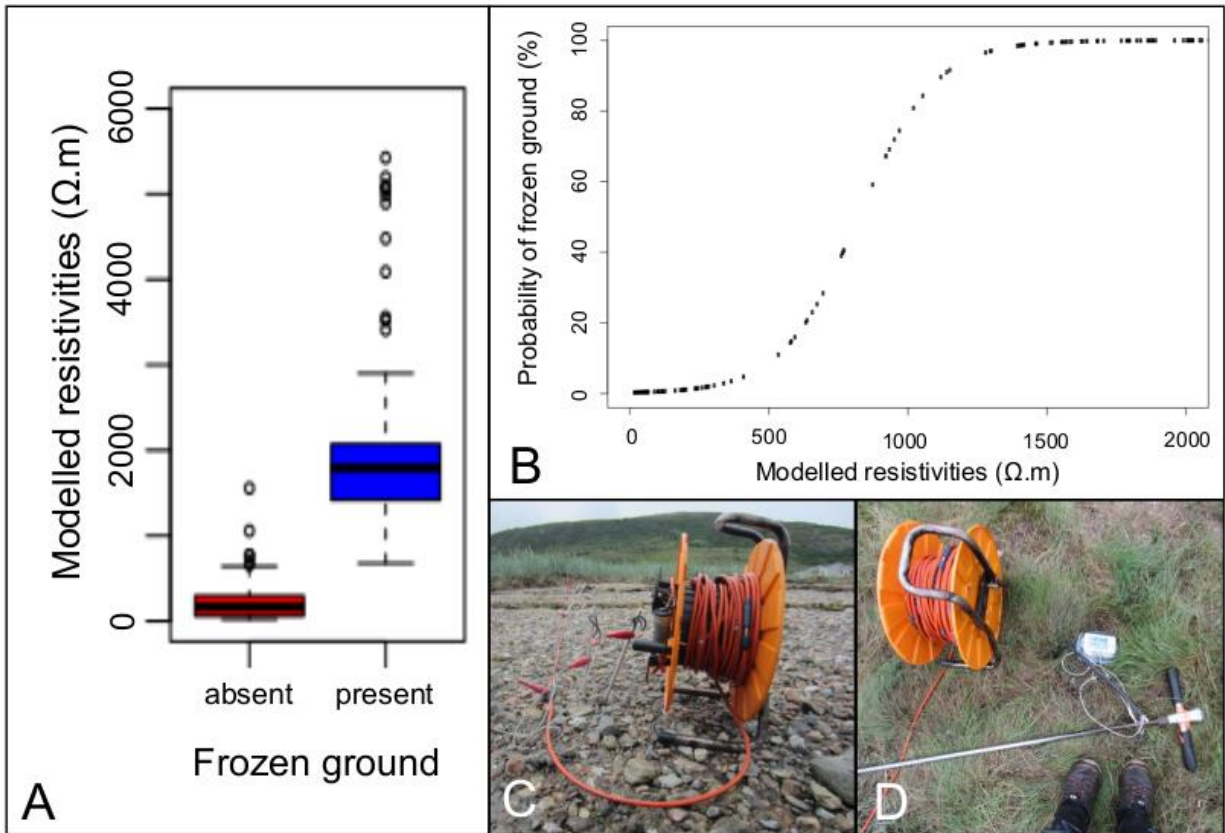 Modelled resistivities (Ω.m)
6000
4000
2000
0
absent present
Frozen ground
A
Probability of frozen ground (%)
100
80
60
40
20
0
0 500 1000 1500 2000
Modelled resistivities (Ω.m)
B
C
D